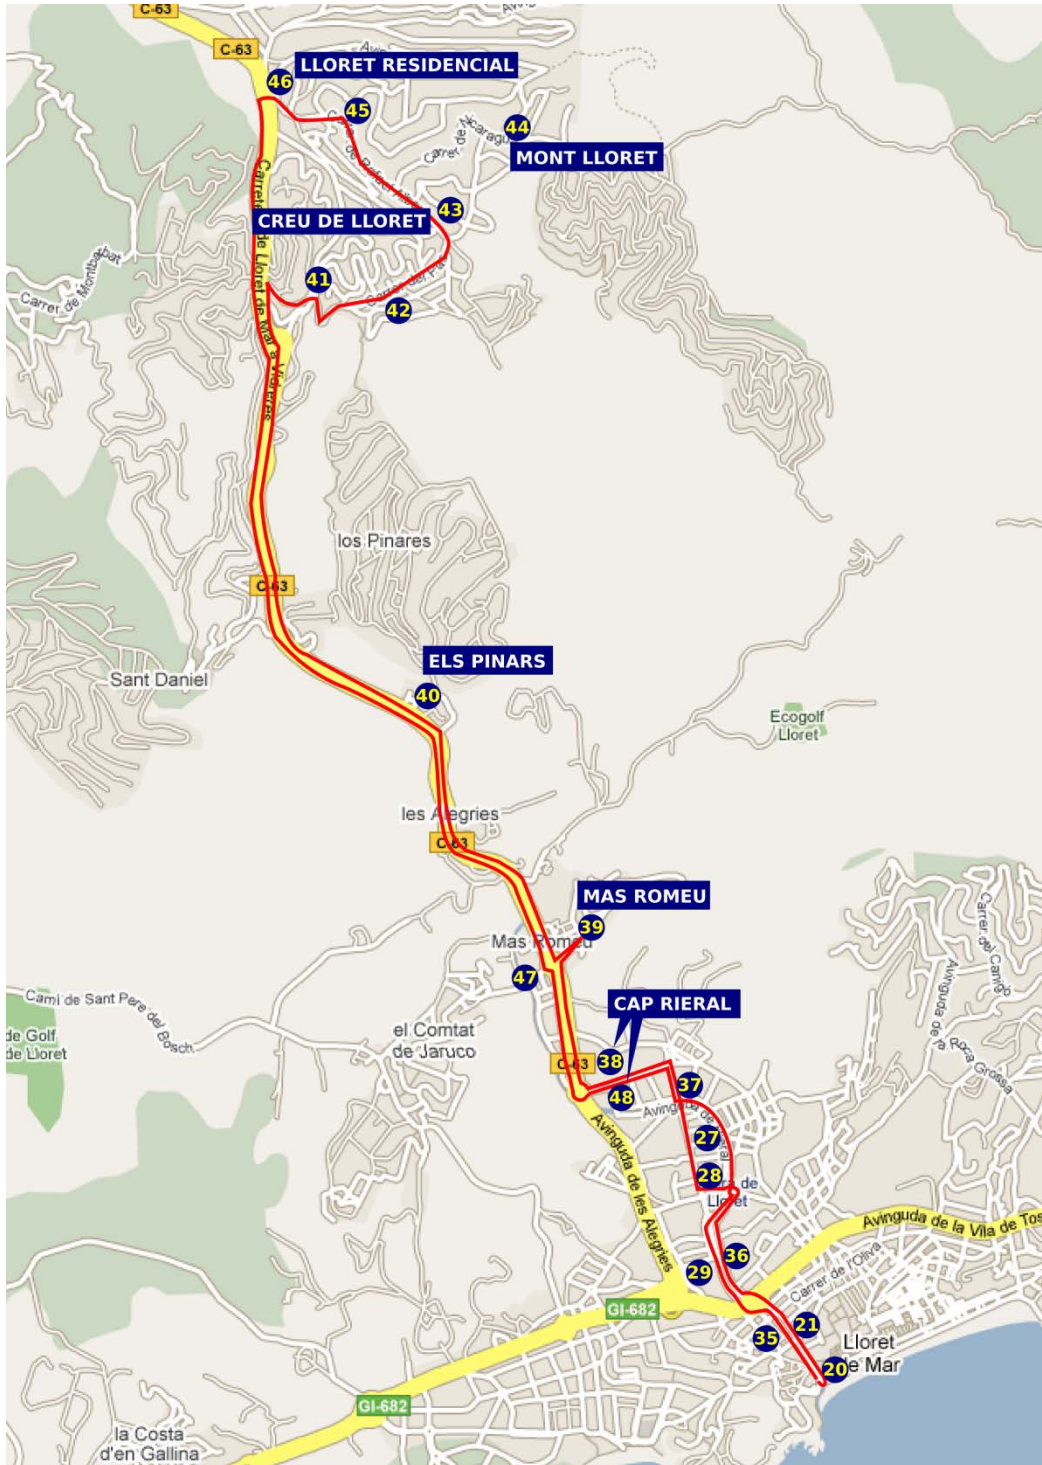 C-63
C-63
LLORET RESIDENCIAL
46
45
44
MONT LLORET
43
CREU DE LLORET
41
42
Carrer de Montbarbat
los Pinares
C-63
ELS PINARS
Sant Daniel
40
Ecogolf
Lloret
les Alegries
C-63
MAS ROMEU
39
Mas Romeu
47
Camí de Sant Pere del Bosch
CAP RIERAL
de Golf
de Lloret
el Comtat
de Jaruco
38
C-63
37
48
27
28
Avinguda de les Alegries
Avinguda de la Vila de Tos
36
Carrer de l'Oliva
29
GI-682
21
35
Lloret
de Mar
20
GI-682
la Costa
d'en Gallina